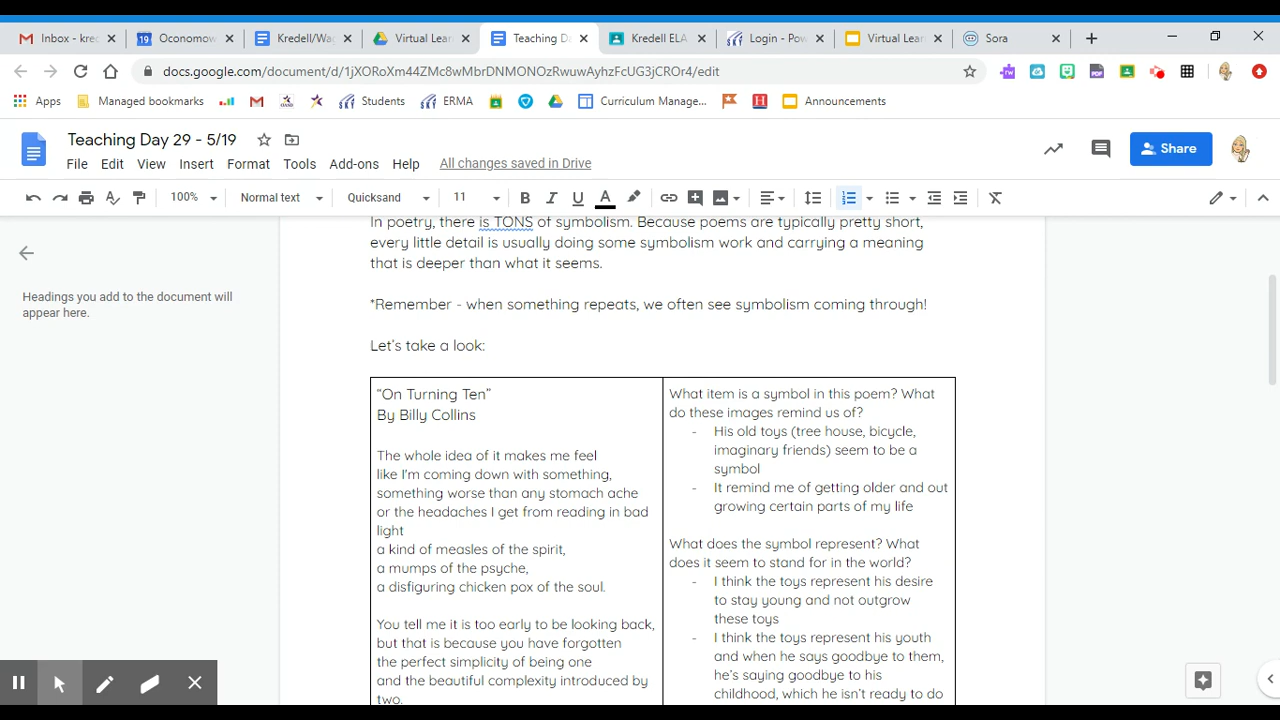 Inbox - krec
19 Oconomow
Kredell/Wag
Virtual Lear
Teaching Da
Kredell ELA
Login - Pow
Virtual Lear
Sora
Apps
Managed bookmarks
Students
ERMA
Curriculum Manage...
Announcements
Teaching Day 29 - 5/19
File Edit View Insert Format Tools Add-ons Help All changes saved in Drive
Share
100% Normal text Quicksand 11 B I U A
Headings you add to the document will
appear here.
In poetry, there is TONS of symbolism. Because poems are typically pretty short,
every little detail is usually doing some symbolism work and carrying a meaning
that is deeper than what it seems.
*Remember - when something repeats, we often see symbolism coming through!
Let's take a look:
“On Turning Ten”
By Billy Collins
The whole idea of it makes me feel
like I'm coming down with something,
something worse than any stomach ache
or the headaches I get from reading in bad
light
a kind of measles of the spirit,
a mumps of the psyche,
a disfiguring chicken pox of the soul.
You tell me it is too early to be looking back,
but that is because you have forgotten
the perfect simplicity of being one
and the beautiful complexity introduced by
two.
What item is a symbol in this poem? What
do these images remind us of?
- His old toys (tree house, bicycle,
imaginary friends) seem to be a
symbol
- It remind me of getting older and out
growing certain parts of my life
What does the symbol represent? What
does it seem to stand for in the world?
- I think the toys represent his desire
to stay young and not outgrow
these toys
- I think the toys represent his youth
and when he says goodbye to them,
he's saying goodbye to his
childhood, which he isn't ready to do